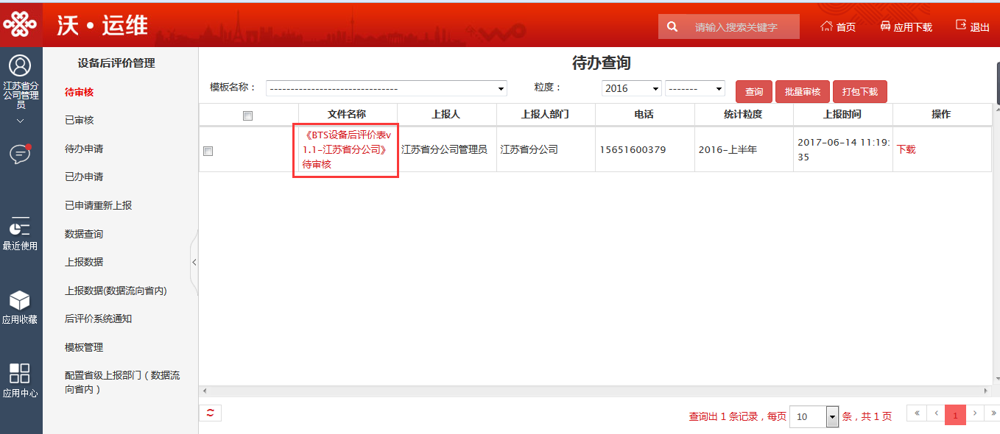 沃·运维
请输入搜索关键字
首页
应用下载
退出
江苏省分
公司管理
员
最近使用
应用收藏
应用中心
设备后评价管理
待审核
已审核
待办申请
已办申请
已申请重新上报
数据查询
上报数据
上报数据(数据流向省内)
后评价系统通知
模板管理
配置省级上报部门（数据流
向省内）
待办查询
模板名称： -------------------------------
粒度： 2016 -------
查询 批量审核 打包下载
文件名称 上报人 上报人部门 电话 统计粒度 上报时间 操作
《BTS设备后评价表v
1.1-江苏省分公司》
待审核
江苏省分公司管理员
江苏省分公司
15651600379
2016-上半年
2017-06-14 11:19:
35
下载
查询出 1 条记录，每页 10 条，共 1 页
« ‹ 1 › »